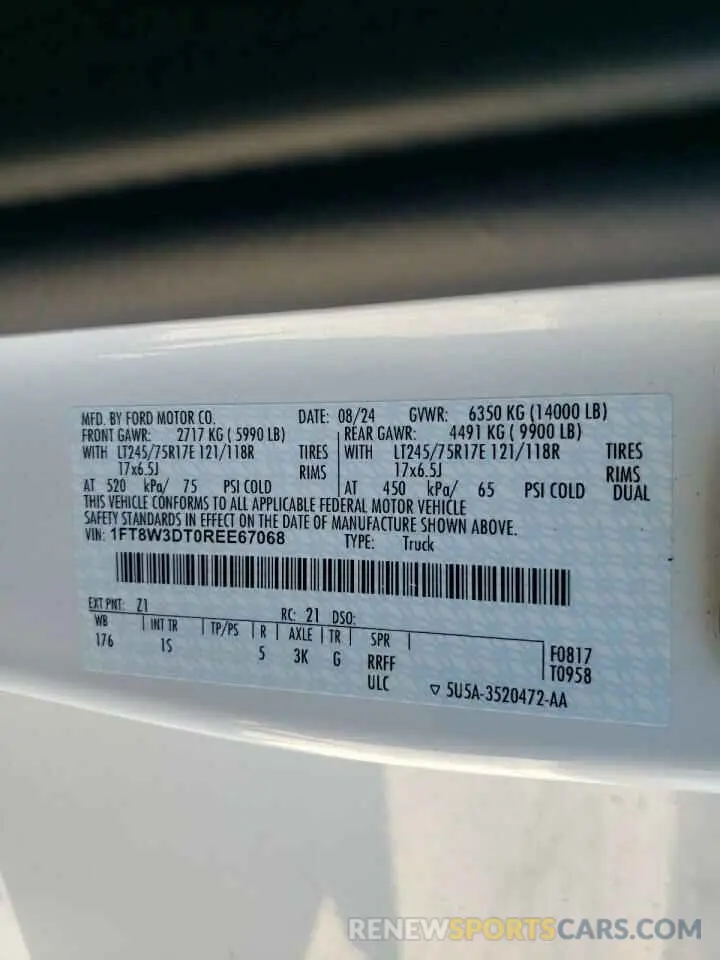 MFD. BY FORD MOTOR CO. DATE: 08/24 GVWR: 6350 KG (14000 LB)
FRONT GAWR: 2717 KG ( 5990 LB) REAR GAWR: 4491 KG ( 9900 LB)
WITH LT245/75R17E 121/118R TIRES WITH LT245/75R17E 121/118R TIRES
17x6.5J RIMS 17x6.5J RIMS
AT 520 kPa/ 75 PSI COLD AT 450 kPa/ 65 PSI COLD DUAL
THIS VEHICLE CONFORMS TO ALL APPLICABLE FEDERAL MOTOR VEHICLE
SAFETY STANDARDS IN EFFECT ON THE DATE OF MANUFACTURE SHOWN ABOVE.
VIN: 1FT8W3DT0REE67068 TYPE: Truck
EXT PNT: Z1 RC: 21 DSO:
WB INT TR TP/PS R AXLE TR SPR
176 1S 5 3K G RRFF F0817
ULC T0958
▽ 5U5A-3520472-AA
RENEWSPORTSCARS.COM